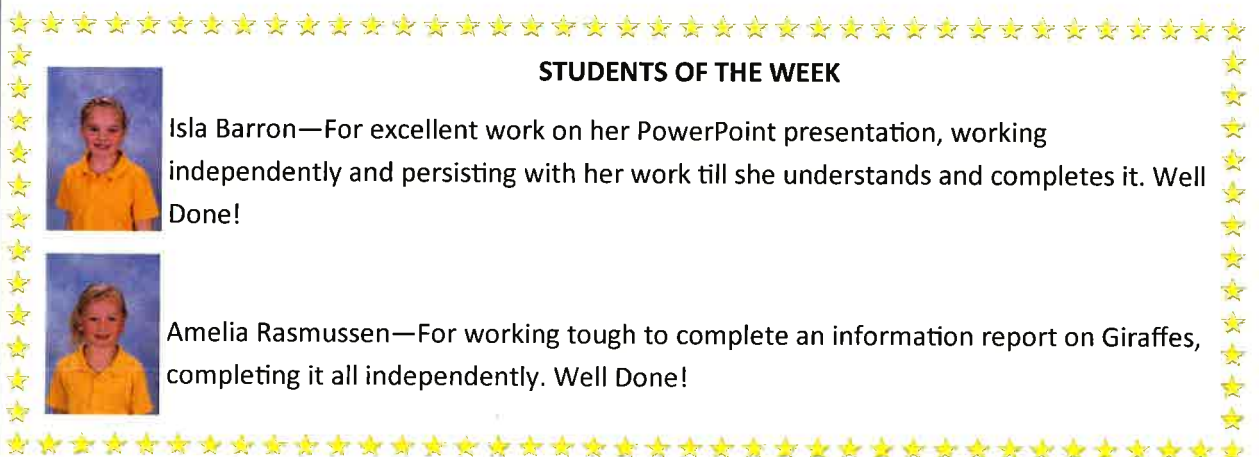 STUDENTS OF THE WEEK
Isla Barron—For excellent work on her PowerPoint presentation, working
independently and persisting with her work till she understands and completes it. Well
Done!
Amelia Rasmussen—For working tough to complete an information report on Giraffes,
completing it all independently. Well Done!